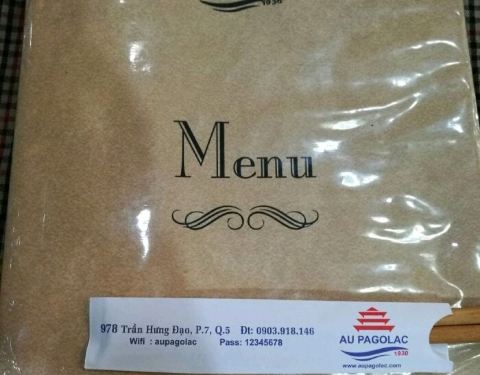 1930
Menu
978 Trần Hưng Đạo, P.7, Q.5 Đt: 0903.918.146
Wifi : aupagolac Pass: 12345678
AU PAGOLAC
1930
www.aupagolac.com